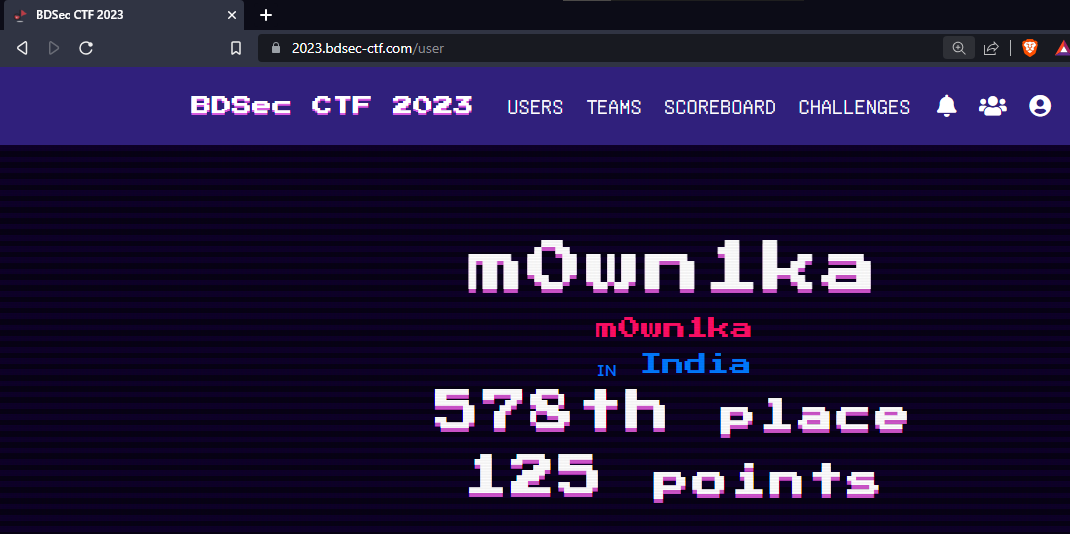 BDSec CTF 2023
2023.bdsec-ctf.com/user
BDSec CTF 2023 USERS TEAMS SCOREBOARD CHALLENGES
m0wn1ka
m0wn1ka
IN India
578th place
125 points